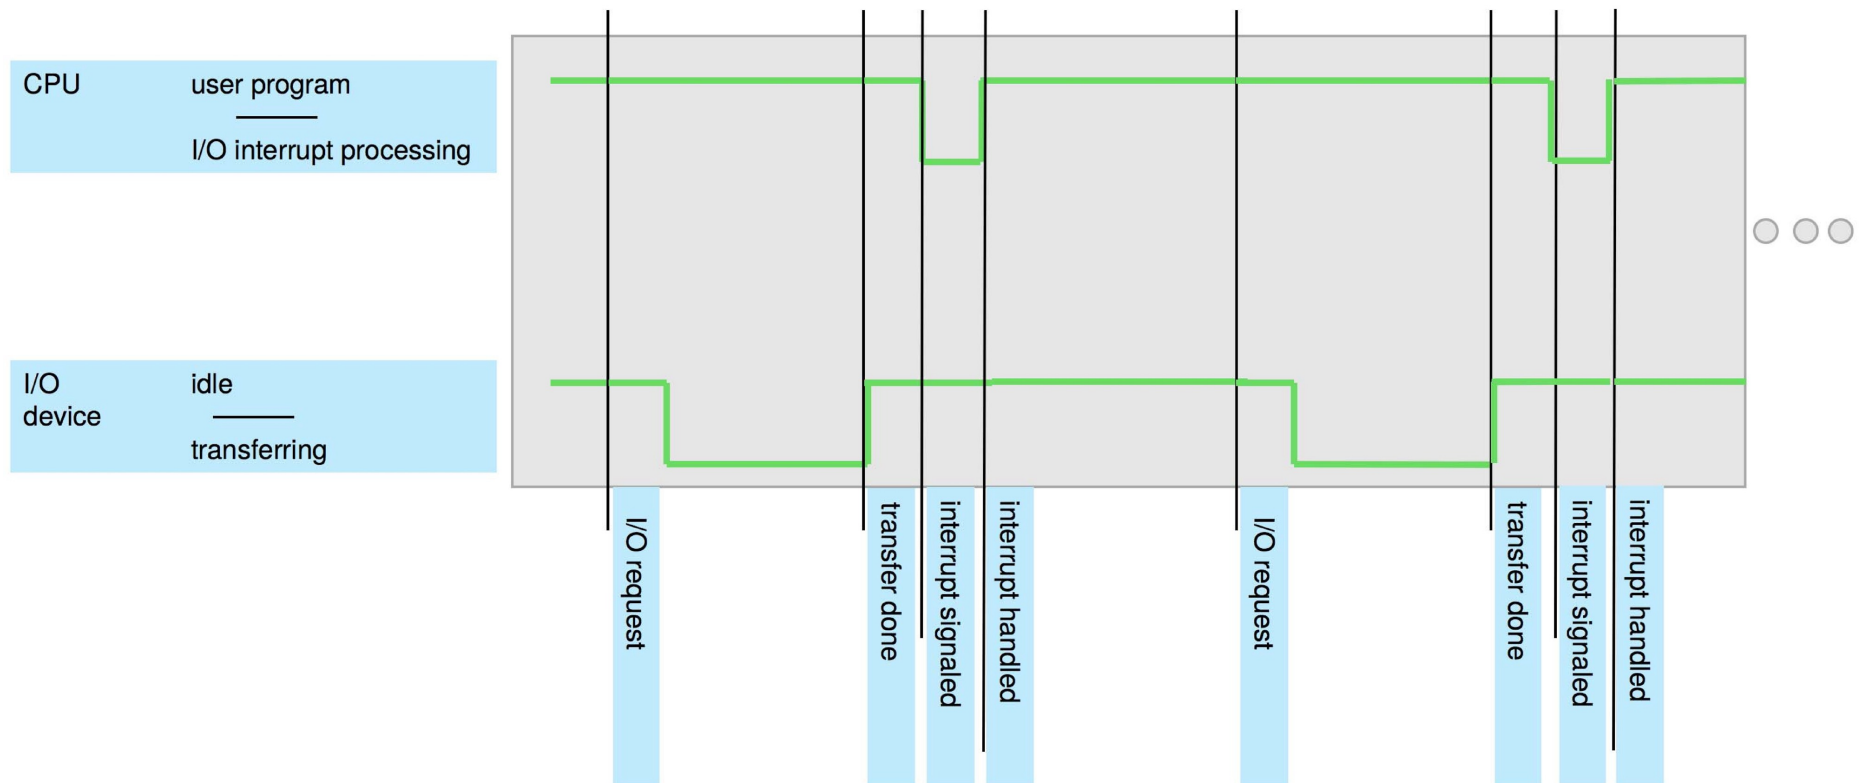 CPU
user program
I/O interrupt processing
I/O
device
idle
transferring
I/O request
transfer done
interrupt signaled
interrupt handled
I/O request
transfer done
interrupt signaled
interrupt handled